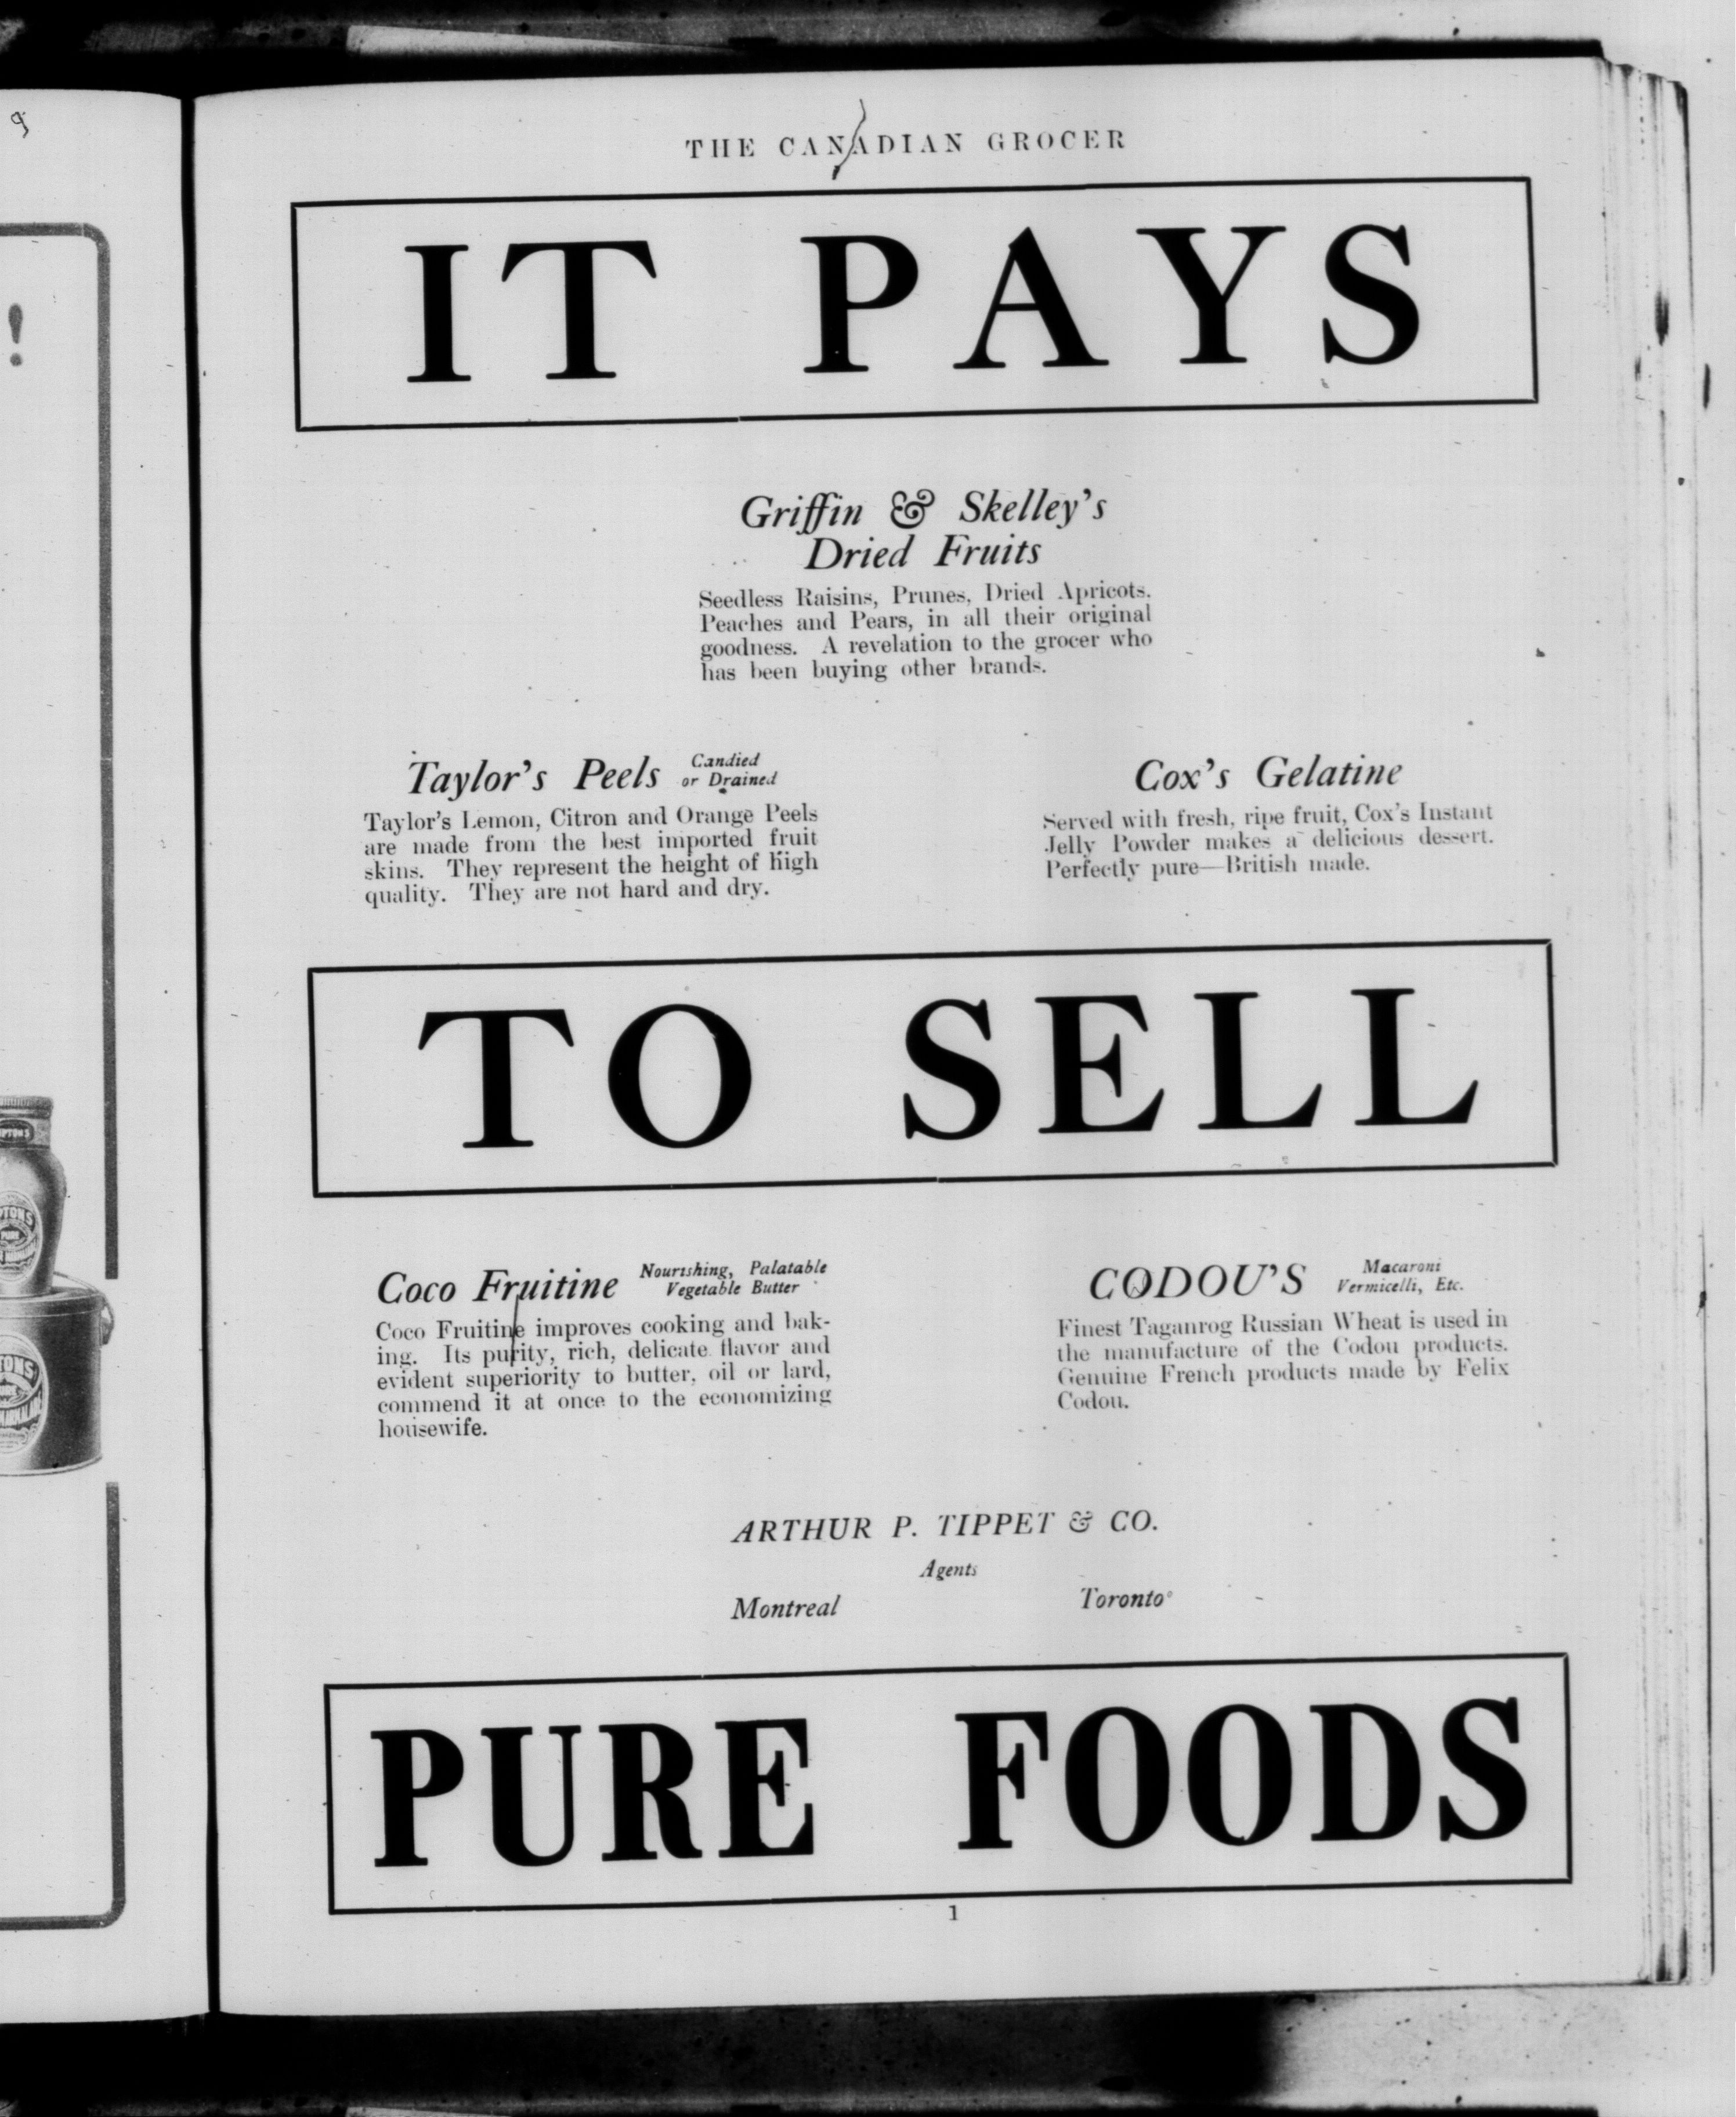 THE CANADIAN GROCER
IT PAYS
Griffin & Skelley's
Dried Fruits
Seedless Raisins, Prunes, Dried Apricots.
Peaches and Pears, in all their original
goodness. A revelation to the grocer who
has been buying other brands.
Taylor's Peels Candied
or Drained
Taylor's Lemon, Citron and Orange Peels
are made from the best imported fruit
skins. They represent the height of high
quality. They are not hard and dry.
Cox's Gelatine
Served with fresh, ripe fruit, Cox's Instant
Jelly Powder makes a delicious dessert.
Perfectly pure—British made.
TO SELL
Coco Fruitine Nourishing, Palatable
Vegetable Butter
Coco Fruitine improves cooking and bak-
ing. Its purity, rich, delicate flavor and
evident superiority to butter, oil or lard,
commend it at once to the economizing
housewife.
CODOU'S Macaroni
Vermicelli, Etc.
Finest Taganrog Russian Wheat is used in
the manufacture of the Codou products.
Genuine French products made by Felix
Codou.
ARTHUR P. TIPPET & CO.
Agents
Montreal Toronto
PURE FOODS
1
!